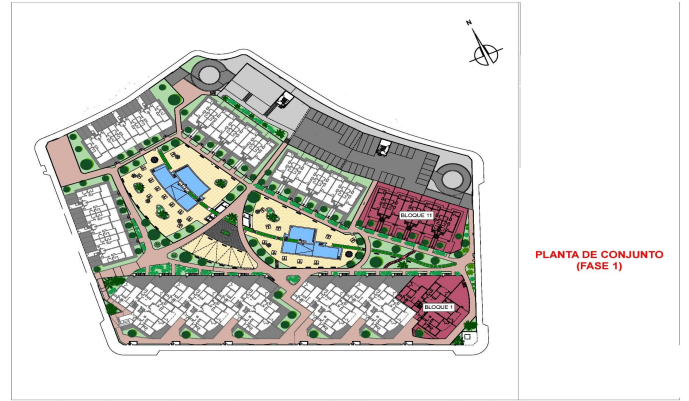 N
BLOQUE 11
PLANTA DE CONJUNTO
(FASE 1)
BLOQUE 1